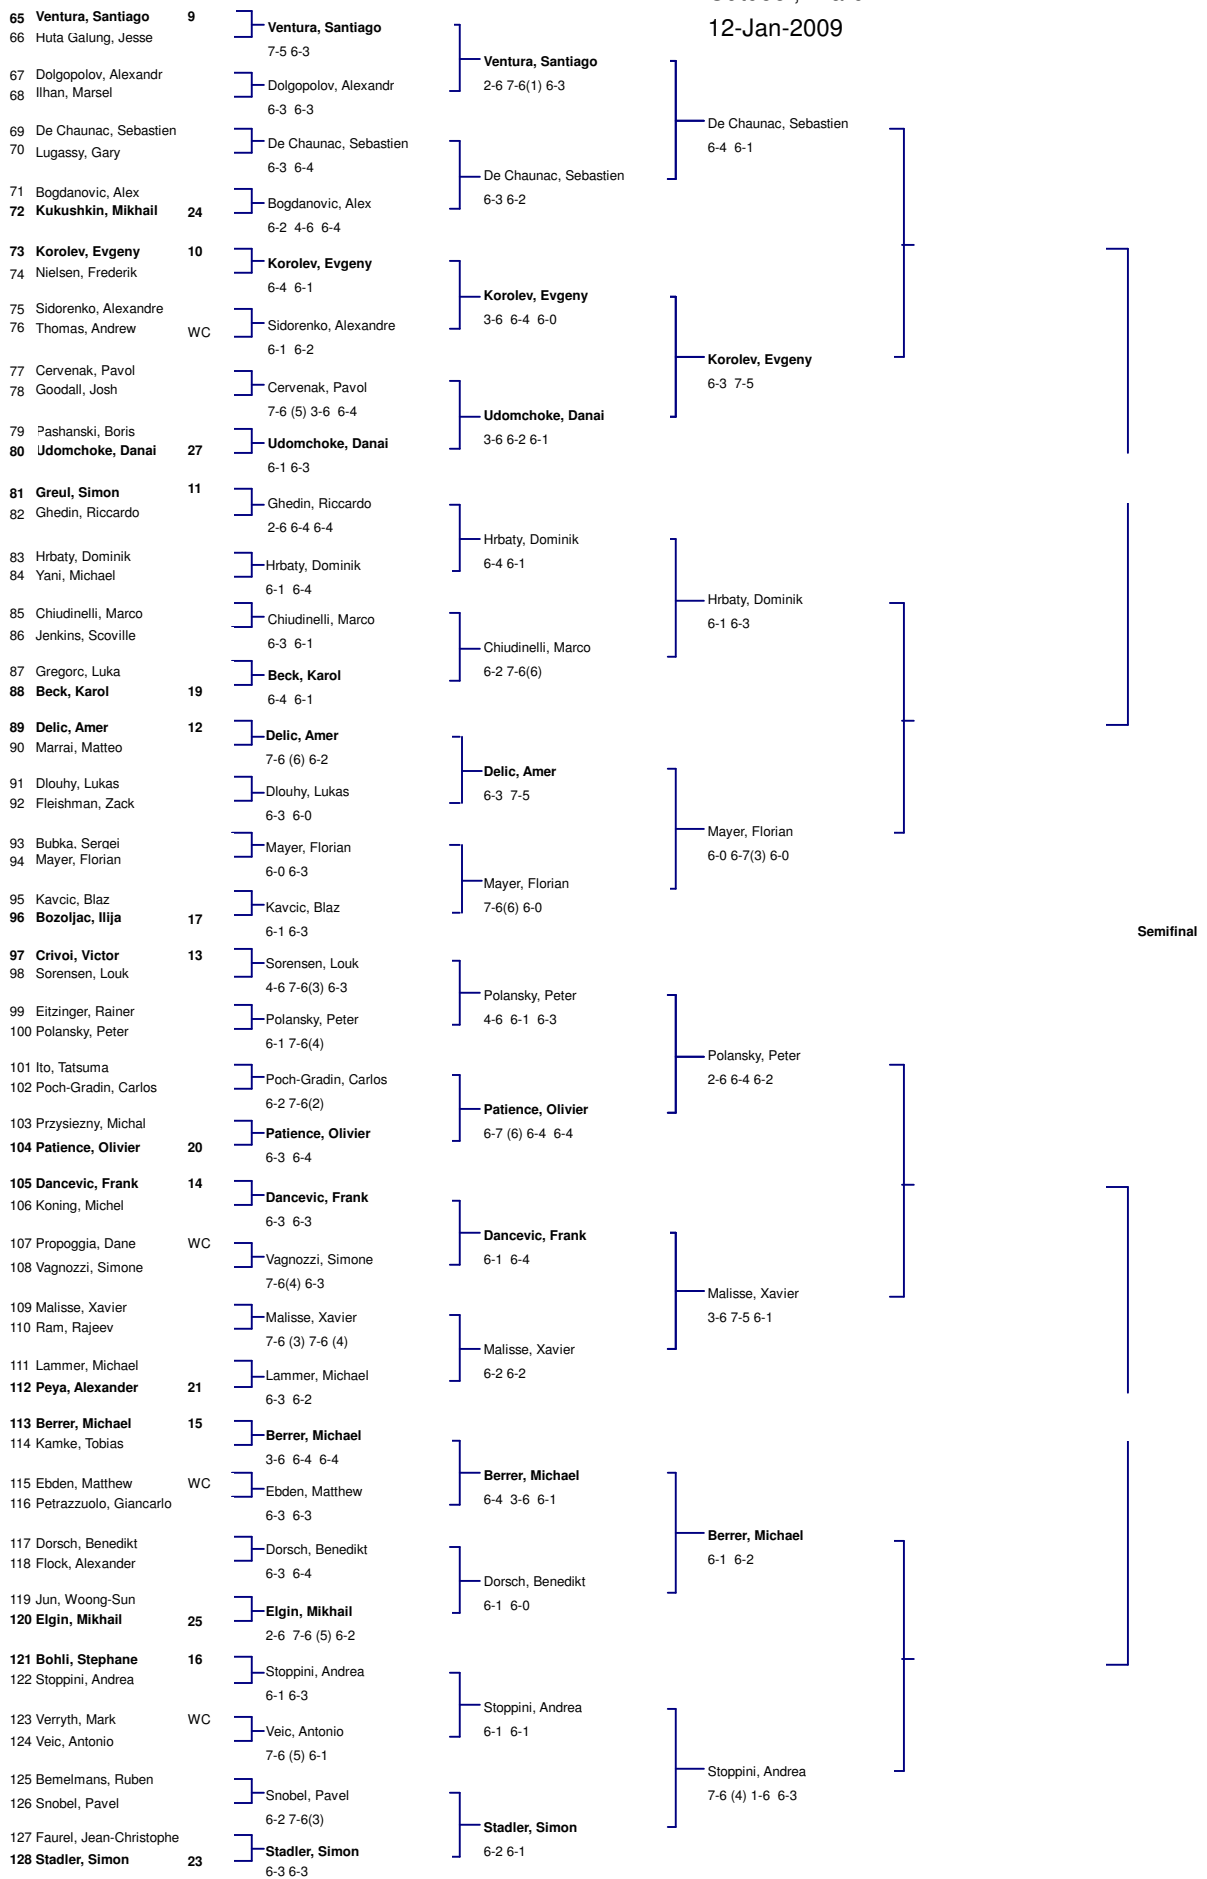 12-Jan-2009
65 Ventura, Santiago 9
66 Huta Galung, Jesse
Ventura, Santiago
7-5 6-3
67 Dolgopolov, Alexandr
68 Ilhan, Marsel
Dolgopolov, Alexandr
6-3 6-3
Ventura, Santiago
2-6 7-6(1) 6-3
69 De Chaunac, Sebastien
70 Lugassy, Gary
De Chaunac, Sebastien
6-3 6-4
71 Bogdanovic, Alex
72 Kukushkin, Mikhail 24
Bogdanovic, Alex
6-2 4-6 6-4
De Chaunac, Sebastien
6-3 6-2
De Chaunac, Sebastien
6-4 6-1
73 Korolev, Evgeny 10
74 Nielsen, Frederik
Korolev, Evgeny
6-4 6-1
75 Sidorenko, Alexandre
76 Thomas, Andrew WC
Sidorenko, Alexandre
6-1 6-2
Korolev, Evgeny
3-6 6-4 6-0
77 Cervenak, Pavol
78 Goodall, Josh
Cervenak, Pavol
7-6 (5) 3-6 6-4
79 Pashanski, Boris
80 Udomchoke, Danai 27
Udomchoke, Danai
6-1 6-3
Udomchoke, Danai
3-6 6-2 6-1
Korolev, Evgeny
6-3 7-5
81 Greul, Simon 11
82 Ghedin, Riccardo
Ghedin, Riccardo
2-6 6-4 6-4
83 Hrbaty, Dominik
84 Yani, Michael
Hrbaty, Dominik
6-1 6-4
Hrbaty, Dominik
6-4 6-1
85 Chiudinelli, Marco
86 Jenkins, Scoville
Chiudinelli, Marco
6-3 6-1
87 Gregorc, Luka
88 Beck, Karol 19
Beck, Karol
6-4 6-1
Chiudinelli, Marco
6-2 7-6(6)
Hrbaty, Dominik
6-1 6-3
89 Delic, Amer 12
90 Marrai, Matteo
Delic, Amer
7-6 (6) 6-2
91 Dlouhy, Lukas
92 Fleishman, Zack
Dlouhy, Lukas
6-3 6-0
Delic, Amer
6-3 7-5
93 Bubka, Sergei
94 Mayer, Florian
Mayer, Florian
6-0 6-3
95 Kavcic, Blaz
96 Bozoljac, Ilija 17
Kavcic, Blaz
6-1 6-3
Mayer, Florian
7-6(6) 6-0
Mayer, Florian
6-0 6-7(3) 6-0
Semifinal
97 Crivoi, Victor 13
98 Sorensen, Louk
Sorensen, Louk
4-6 7-6(3) 6-3
99 Eitzinger, Rainer
100 Polansky, Peter
Polansky, Peter
6-1 7-6(4)
Polansky, Peter
4-6 6-1 6-3
101 Ito, Tatsuma
102 Poch-Gradin, Carlos
Poch-Gradin, Carlos
6-2 7-6(2)
103 Przysiezny, Michal
104 Patience, Olivier 20
Patience, Olivier
6-3 6-4
Patience, Olivier
6-7 (6) 6-4 6-4
Polansky, Peter
2-6 6-4 6-2
105 Dancevic, Frank 14
106 Koning, Michel
Dancevic, Frank
6-3 6-3
107 Propoggia, Dane WC
108 Vagnozzi, Simone
Vagnozzi, Simone
7-6(4) 6-3
Dancevic, Frank
6-1 6-4
109 Malisse, Xavier
110 Ram, Rajeev
Malisse, Xavier
7-6 (3) 7-6 (4)
111 Lammer, Michael
112 Peya, Alexander 21
Lammer, Michael
6-3 6-2
Malisse, Xavier
6-2 6-2
Malisse, Xavier
3-6 7-5 6-1
113 Berrer, Michael 15
114 Kamke, Tobias
Berrer, Michael
3-6 6-4 6-4
115 Ebden, Matthew WC
116 Petrazzuolo, Giancarlo
Ebden, Matthew
6-3 6-3
Berrer, Michael
6-4 3-6 6-1
117 Dorsch, Benedikt
118 Flock, Alexander
Dorsch, Benedikt
6-3 6-4
119 Jun, Woong-Sun
120 Elgin, Mikhail 25
Elgin, Mikhail
2-6 7-6 (5) 6-2
Dorsch, Benedikt
6-1 6-0
Berrer, Michael
6-1 6-2
121 Bohli, Stephane 16
122 Stoppini, Andrea
Stoppini, Andrea
6-1 6-3
123 Verryth, Mark WC
124 Veic, Antonio
Veic, Antonio
7-6 (5) 6-1
Stoppini, Andrea
6-1 6-1
125 Bemelmans, Ruben
126 Snobel, Pavel
Snobel, Pavel
6-2 7-6(3)
127 Faurel, Jean-Christophe
128 Stadler, Simon 23
Stadler, Simon
6-3 6-3
Stadler, Simon
6-2 6-1
Stoppini, Andrea
7-6 (4) 1-6 6-3